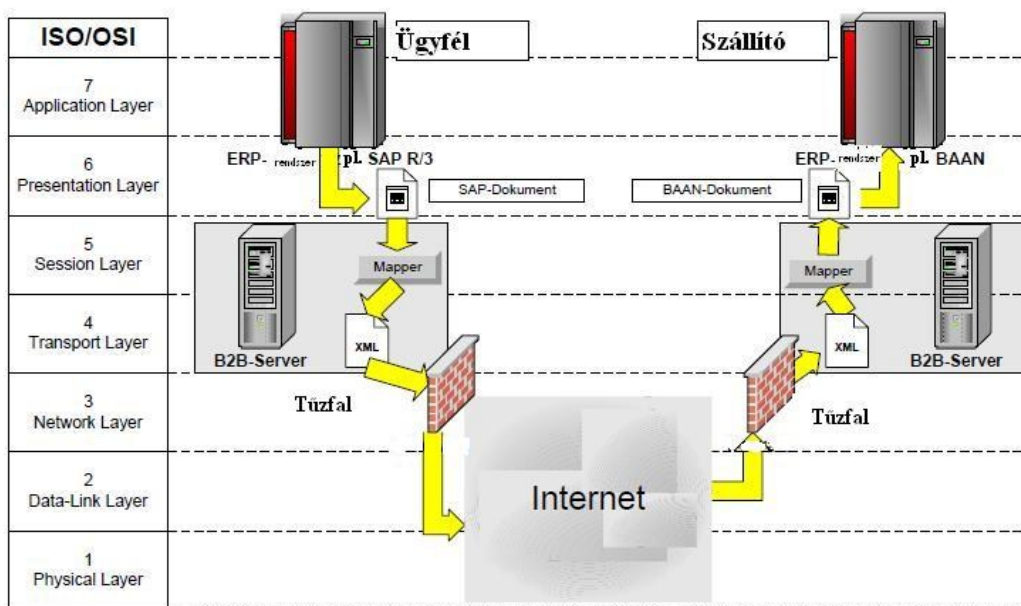 ISO/OSI
7
Application Layer
6
Presentation Layer
5
Session Layer
4
Transport Layer
3
Network Layer
2
Data-Link Layer
1
Physical Layer
Ügyfél
Szállító
ERP- rendszer pl. SAP R/3
ERP- rendszer pl. BAAN
SAP-Dokument
BAAN-Dokument
Mapper
Mapper
XML
XML
B2B-Server
B2B-Server
Tűzfal
Tűzfal
Internet